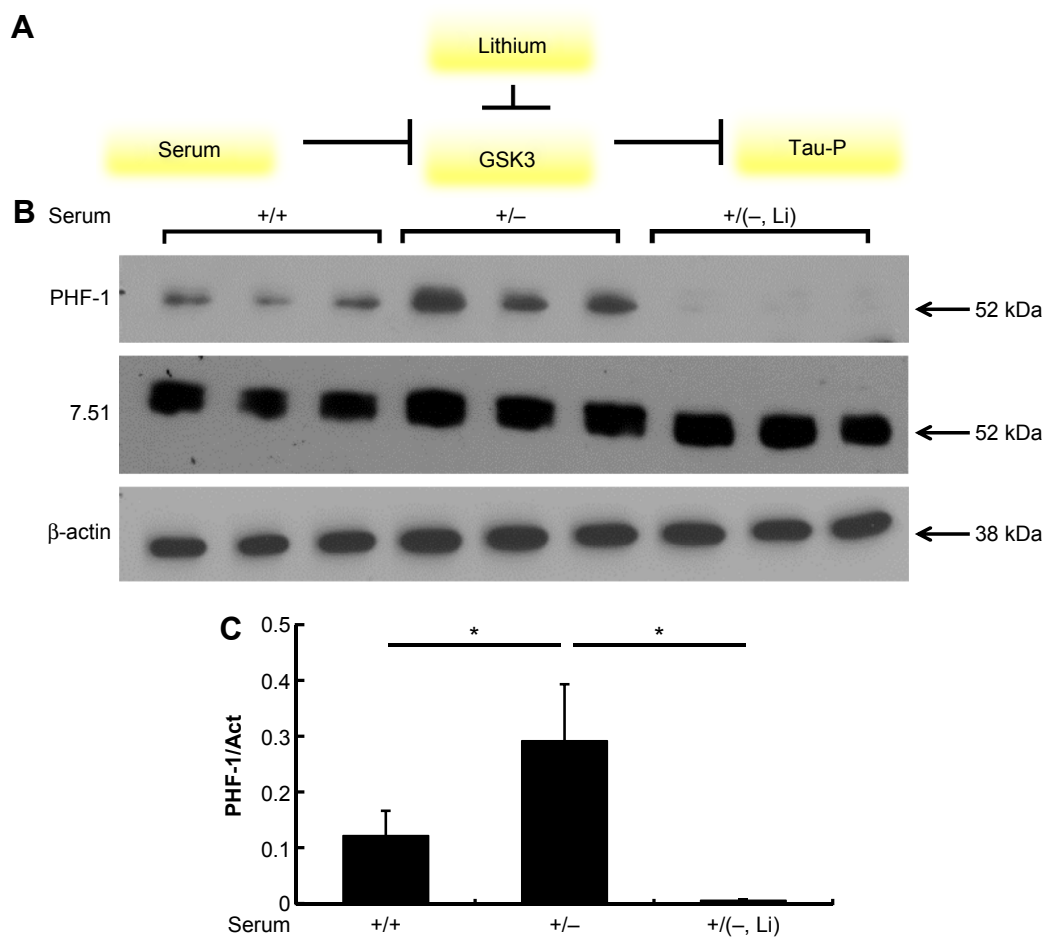 A
Lithium
Serum
GSK3
Tau-P
B
Serum +/+ +/– +/(–, Li)
PHF-1
52 kDa
7.51
52 kDa
β-actin
38 kDa
C
0.5
0.4
0.3
0.2
0.1
0
PHF-1/Act
* *
Serum +/+ +/– +/(–, Li)